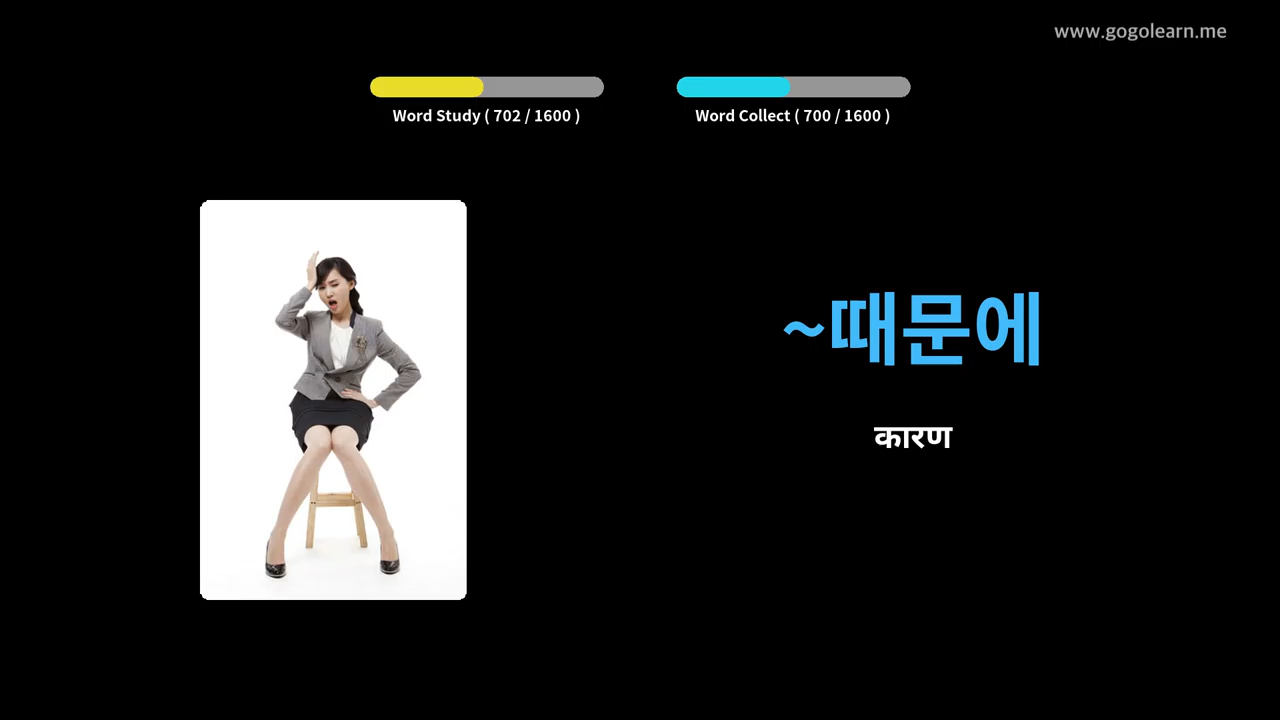 www.gogolearn.me
Word Study ( 702 / 1600 )
Word Collect ( 700 / 1600 )
~때문에
कारण